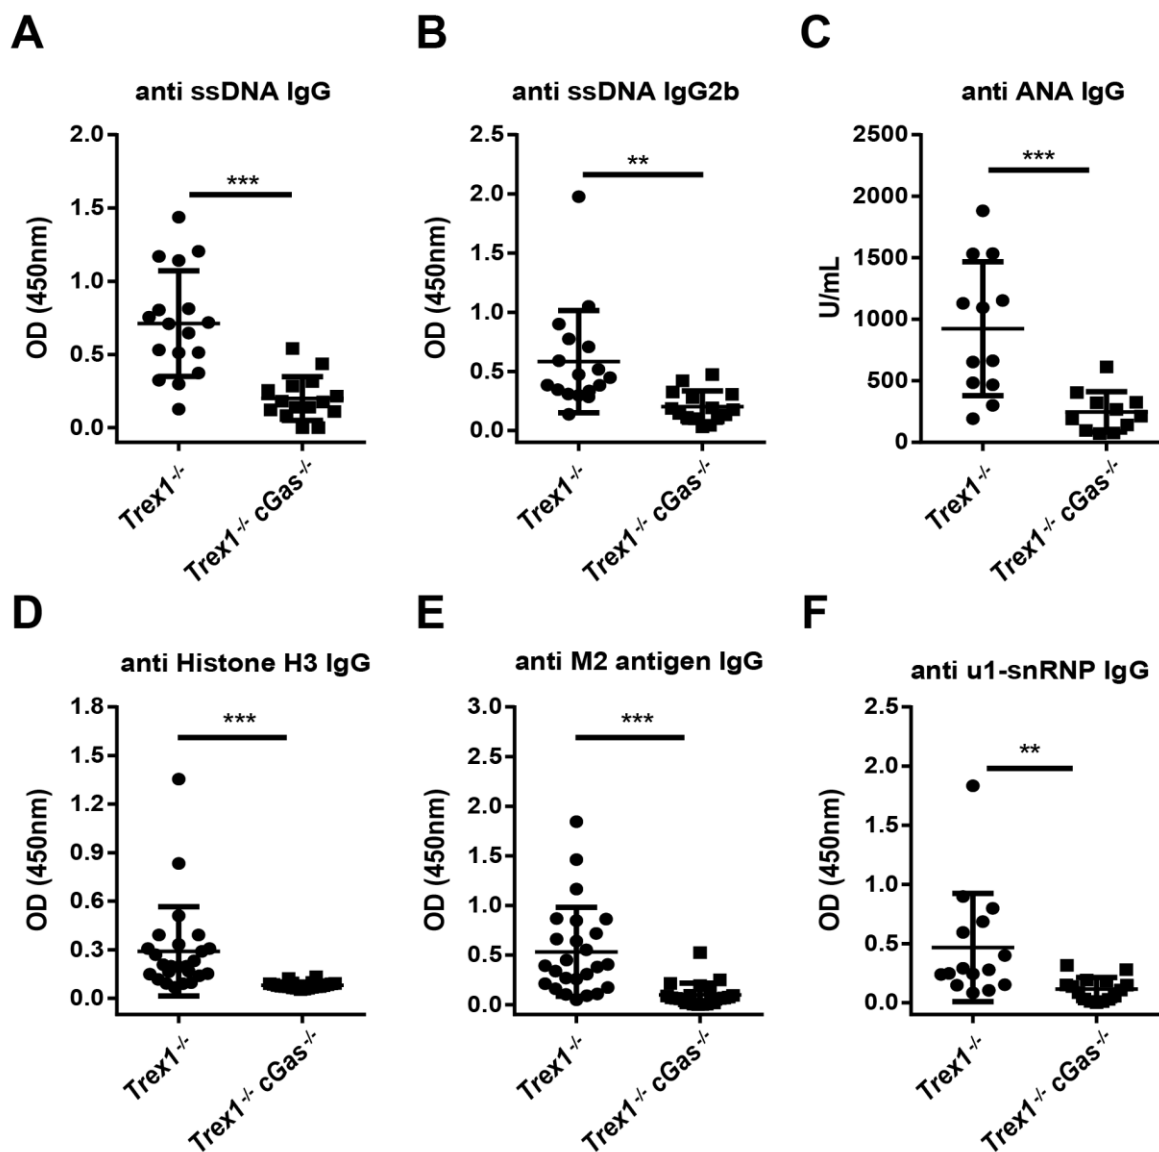 A
anti ssDNA IgG
OD (450nm)
2.0
1.5
1.0
0.5
0.0
***
Trex1-/-
Trex1-/- cGas-/-
B
anti ssDNA IgG2b
OD (450nm)
2.5
2.0
1.5
1.0
0.5
0.0
**
Trex1-/-
Trex1-/- cGas-/-
C
anti ANA IgG
U/mL
2500
2000
1500
1000
500
0
***
Trex1-/-
Trex1-/- cGas-/-
D
anti Histone H3 IgG
OD (450nm)
1.8
1.5
1.2
0.9
0.6
0.3
0.0
***
Trex1-/-
Trex1-/- cGas-/-
E
anti M2 antigen IgG
OD (450nm)
3.0
2.5
2.0
1.5
1.0
0.5
0.0
***
Trex1-/-
Trex1-/- cGas-/-
F
anti u1-snRNP IgG
OD (450nm)
2.5
2.0
1.5
1.0
0.5
0.0
**
Trex1-/-
Trex1-/- cGas-/-